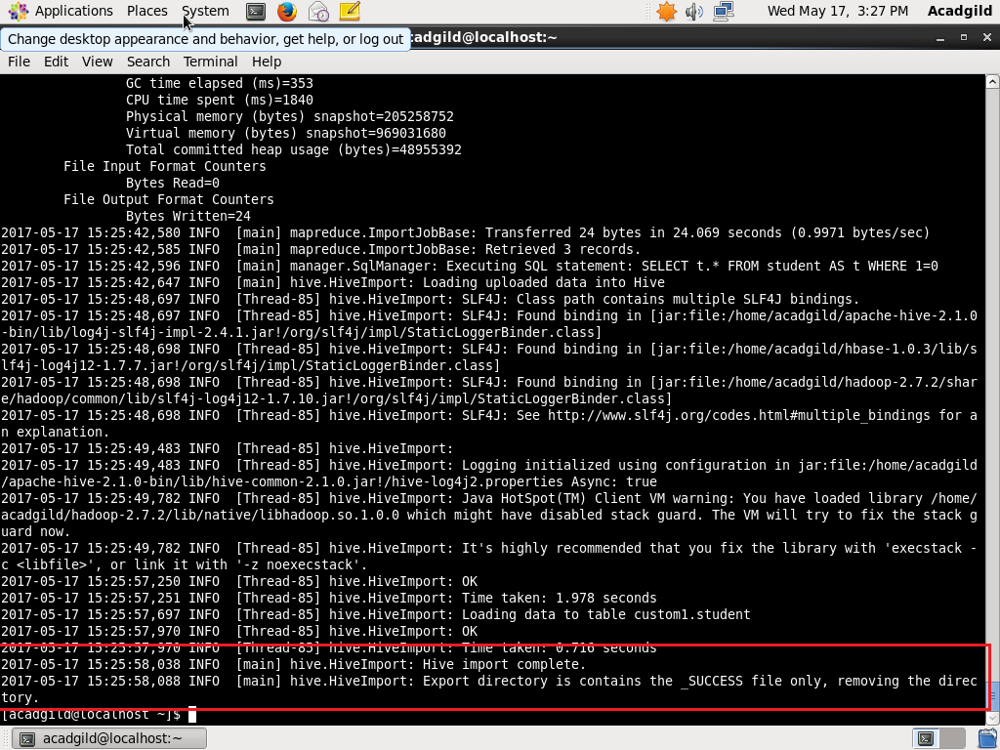 Applications Places System Wed May 17, 3:27 PM Acadgild
Change desktop appearance and behavior, get help, or log out
cadgild@localhost:~
File Edit View Search Terminal Help
GC time elapsed (ms)=353
CPU time spent (ms)=1840
Physical memory (bytes) snapshot=205258752
Virtual memory (bytes) snapshot=969031680
Total committed heap usage (bytes)=48955392
File Input Format Counters
Bytes Read=0
File Output Format Counters
Bytes Written=24
2017-05-17 15:25:42,580 INFO  [main] mapreduce.ImportJobBase: Transferred 24 bytes in 24.069 seconds (0.9971 bytes/sec)
2017-05-17 15:25:42,585 INFO  [main] mapreduce.ImportJobBase: Retrieved 3 records.
2017-05-17 15:25:42,596 INFO  [main] manager.SqlManager: Executing SQL statement: SELECT t.* FROM student AS t WHERE 1=0
2017-05-17 15:25:42,647 INFO  [main] hive.HiveImport: Loading uploaded data into Hive
2017-05-17 15:25:48,697 INFO  [Thread-85] hive.HiveImport: SLF4J: Class path contains multiple SLF4J bindings.
2017-05-17 15:25:48,697 INFO  [Thread-85] hive.HiveImport: SLF4J: Found binding in [jar:file:/home/acadgild/apache-hive-2.1.0
-bin/lib/log4j-slf4j-impl-2.4.1.jar!/org/slf4j/impl/StaticLoggerBinder.class]
2017-05-17 15:25:48,698 INFO  [Thread-85] hive.HiveImport: SLF4J: Found binding in [jar:file:/home/acadgild/hbase-1.0.3/lib/s
lf4j-log4j12-1.7.7.jar!/org/slf4j/impl/StaticLoggerBinder.class]
2017-05-17 15:25:48,698 INFO  [Thread-85] hive.HiveImport: SLF4J: Found binding in [jar:file:/home/acadgild/hadoop-2.7.2/shar
e/hadoop/common/lib/slf4j-log4j12-1.7.10.jar!/org/slf4j/impl/StaticLoggerBinder.class]
2017-05-17 15:25:48,698 INFO  [Thread-85] hive.HiveImport: SLF4J: See http://www.slf4j.org/codes.html#multiple_bindings for a
n explanation.
2017-05-17 15:25:49,483 INFO  [Thread-85] hive.HiveImport:
2017-05-17 15:25:49,483 INFO  [Thread-85] hive.HiveImport: Logging initialized using configuration in jar:file:/home/acadgild
/apache-hive-2.1.0-bin/lib/hive-common-2.1.0.jar!/hive-log4j2.properties Async: true
2017-05-17 15:25:49,782 INFO  [Thread-85] hive.HiveImport: Java HotSpot(TM) Client VM warning: You have loaded library /home/
acadgild/hadoop-2.7.2/lib/native/libhadoop.so.1.0.0 which might have disabled stack guard. The VM will try to fix the stack g
uard now.
2017-05-17 15:25:49,782 INFO  [Thread-85] hive.HiveImport: It's highly recommended that you fix the library with 'execstack -
c <libfile>', or link it with '-z noexecstack'.
2017-05-17 15:25:57,250 INFO  [Thread-85] hive.HiveImport: OK
2017-05-17 15:25:57,251 INFO  [Thread-85] hive.HiveImport: Time taken: 1.978 seconds
2017-05-17 15:25:57,697 INFO  [Thread-85] hive.HiveImport: Loading data to table custom1.student
2017-05-17 15:25:57,970 INFO  [Thread-85] hive.HiveImport: OK
2017-05-17 15:25:57,970 INFO  [Thread-85] hive.HiveImport: Time taken: 0.716 seconds
2017-05-17 15:25:58,038 INFO  [main] hive.HiveImport: Hive import complete.
2017-05-17 15:25:58,088 INFO  [main] hive.HiveImport: Export directory is contains the _SUCCESS file only, removing the direc
tory.
[acadgild@localhost ~]$
acadgild@localhost:~